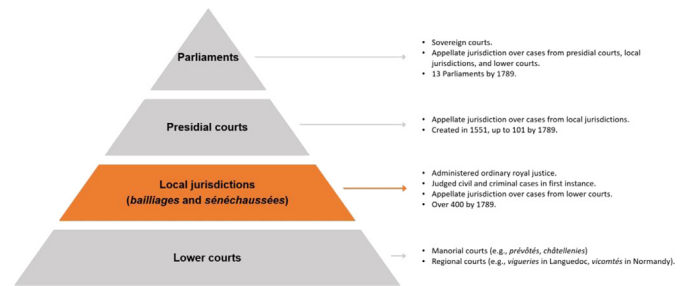 Parliaments
• Sovereign courts.
• Appellate jurisdiction over cases from presidial courts, local
jurisdictions, and lower courts.
• 13 Parliaments by 1789.
Presidial courts
• Appellate jurisdiction over cases from local jurisdictions.
• Created in 1551, up to 101 by 1789.
Local jurisdictions
(bailliages and sénéchaussées)
• Administered ordinary royal justice.
• Judged civil and criminal cases in first instance.
• Appellate jurisdiction over cases from lower courts.
• Over 400 by 1789.
Lower courts
• Manorial courts (e.g., prévôtés, châtellenies)
• Regional courts (e.g., vigueries in Languedoc, vicomtés in Normandy).